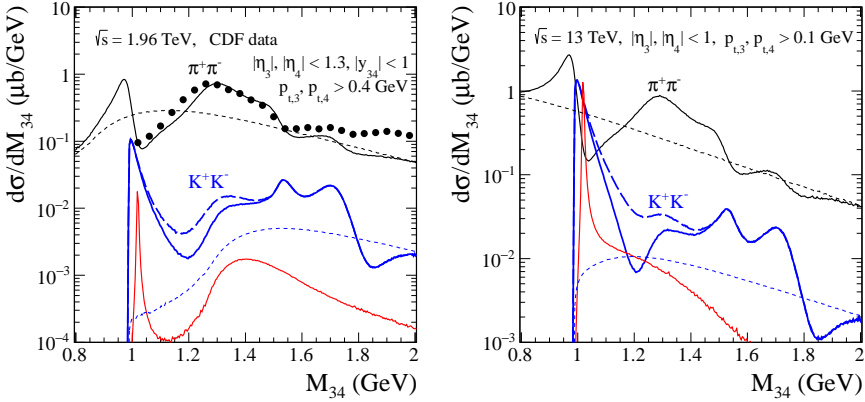 √s = 1.96 TeV, CDF data
|η₃|, |η₄| < 1.3, |y₃₄| < 1
p_{t,3}, p_{t,4} > 0.4 GeV
π⁺π⁻
K⁺K⁻
dσ/dM₃₄ (μb/GeV)
10
1
10⁻¹
10⁻²
10⁻³
10⁻⁴
0.8 1 1.2 1.4 1.6 1.8 2
M₃₄ (GeV)
√s = 13 TeV, |η₃|, |η₄| < 1, p_{t,3}, p_{t,4} > 0.1 GeV
π⁺π⁻
K⁺K⁻
dσ/dM₃₄ (μb/GeV)
10
1
10⁻¹
10⁻²
10⁻³
0.8 1 1.2 1.4 1.6 1.8 2
M₃₄ (GeV)